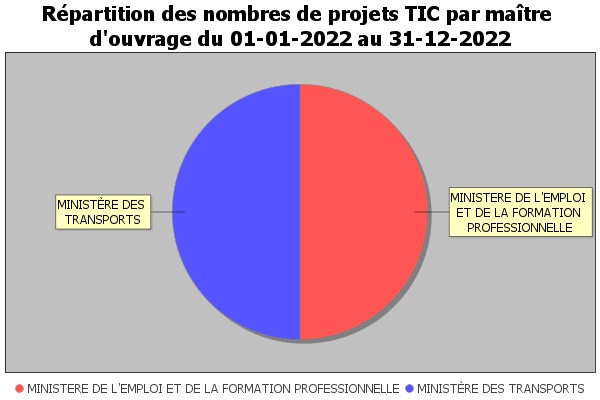 Répartition des nombres de projets TIC par maître
d'ouvrage du 01-01-2022 au 31-12-2022
MINISTÈRE DES
TRANSPORTS
MINISTERE DE L'EMPLOI
ET DE LA FORMATION
PROFESSIONNELLE
MINISTERE DE L'EMPLOI ET DE LA FORMATION PROFESSIONNELLE MINISTÈRE DES TRANSPORTS